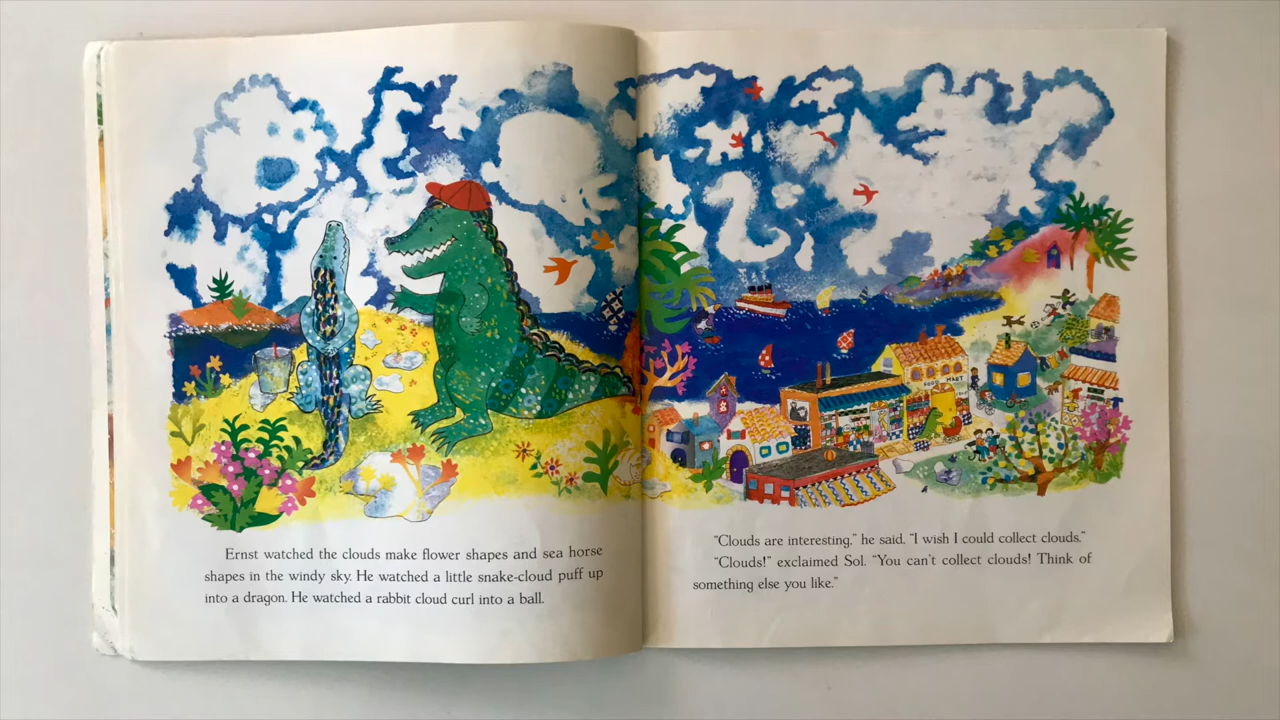 FOOD MART
Ernst watched the clouds make flower shapes and sea horse
shapes in the windy sky. He watched a little snake-cloud puff up
into a dragon. He watched a rabbit cloud curl into a ball.
"Clouds are interesting," he said. "I wish I could collect clouds."
"Clouds!" exclaimed Sol. "You can't collect clouds! Think of
something else you like."